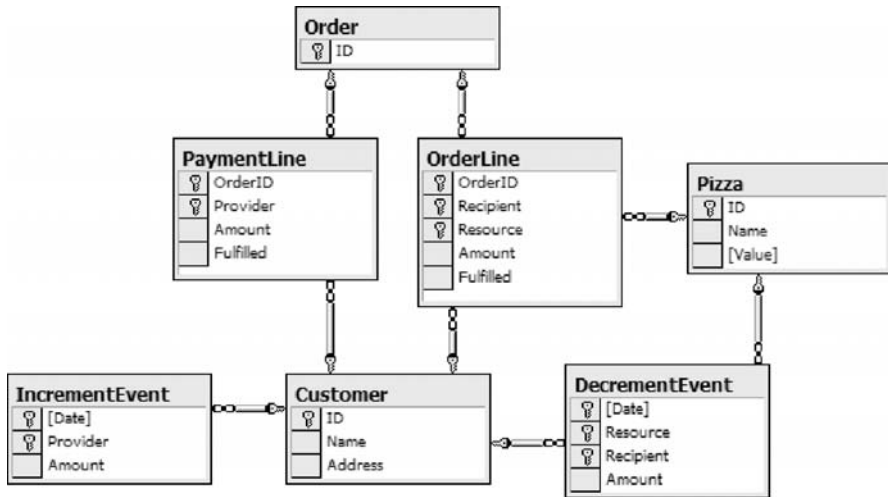 Order
ID
PaymentLine
OrderID
Provider
Amount
Fulfilled
OrderLine
OrderID
Recipient
Resource
Amount
Fulfilled
Pizza
ID
Name
[Value]
IncrementEvent
[Date]
Provider
Amount
Customer
ID
Name
Address
DecrementEvent
[Date]
Resource
Recipient
Amount